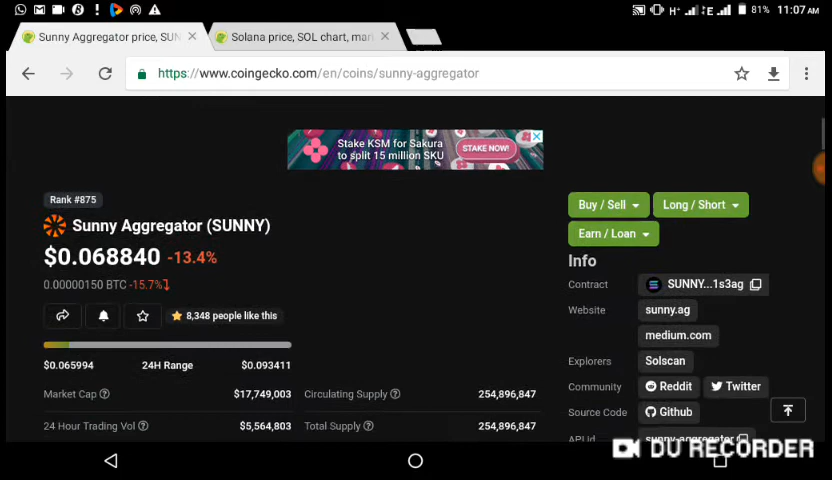 H+ E 81% 11:07 AM
Sunny Aggregator price, SUN
Solana price, SOL chart, mar
https://www.coingecko.com/en/coins/sunny-aggregator
Stake KSM for Sakura
to split 15 million SKU
STAKE NOW!
Rank #875
Sunny Aggregator (SUNNY)
$0.068840 -13.4%
0.00000150 BTC -15.7%
8,348 people like this
$0.065994 24H Range $0.093411
Market Cap $17,749,003 Circulating Supply 254,896,847
24 Hour Trading Vol $5,564,803 Total Supply 254,896,847
Buy / Sell Long / Short
Earn / Loan
Info
Contract SUNNY...1s3ag
Website sunny.ag
medium.com
Explorers Solscan
Community Reddit Twitter
Source Code Github
API id sunny-aggregator
DU RECORDER